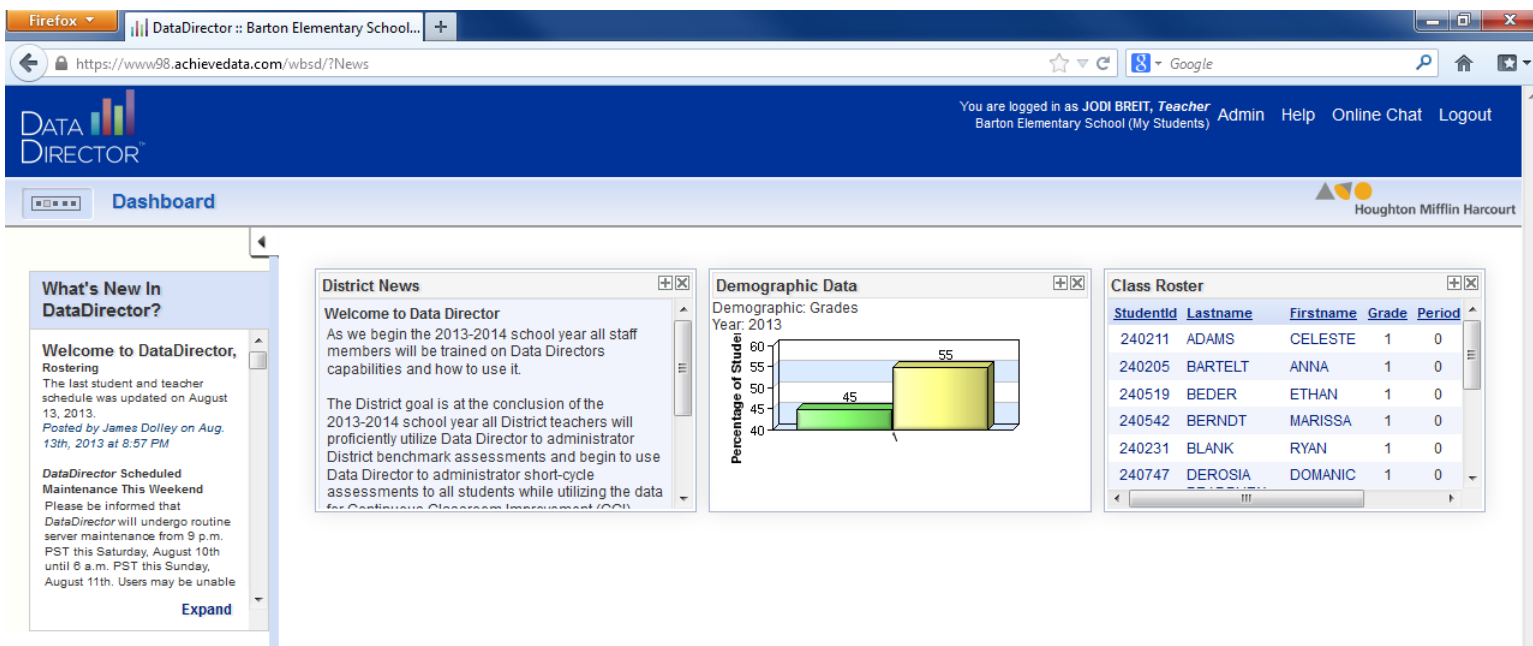 Firefox
DataDirector :: Barton Elementary School...
https://www98.achievedata.com/wbsd/?News
Google
DATA
DIRECTOR™
You are logged in as JODI BREIT, Teacher
Barton Elementary School (My Students)
Admin Help Online Chat Logout
Dashboard
Houghton Mifflin Harcourt
What's New In
DataDirector?
Welcome to DataDirector,
Rostering
The last student and teacher
schedule was updated on August
13, 2013.
Posted by James Dolley on Aug.
13th, 2013 at 8:57 PM
DataDirector Scheduled
Maintenance This Weekend
Please be informed that
DataDirector will undergo routine
server maintenance from 9 p.m.
PST this Saturday, August 10th
until 6 a.m. PST this Sunday,
August 11th. Users may be unable
Expand
District News
Welcome to Data Director
As we begin the 2013-2014 school year all staff
members will be trained on Data Directors
capabilities and how to use it.
The District goal is at the conclusion of the
2013-2014 school year all District teachers will
proficiently utilize Data Director to administrator
District benchmark assessments and begin to use
Data Director to administrator short-cycle
assessments to all students while utilizing the data
for Continuous Classroom Improvement (CCI)
Demographic Data
Demographic: Grades
Year: 2013
Percentage of Studen
60
55
50
45
40
45
55
1
Class Roster
StudentId Lastname Firstname Grade Period
240211 ADAMS CELESTE 1 0
240205 BARTELT ANNA 1 0
240519 BEDER ETHAN 1 0
240542 BERNDT MARISSA 1 0
240231 BLANK RYAN 1 0
240747 DEROSIA DOMANIC 1 0